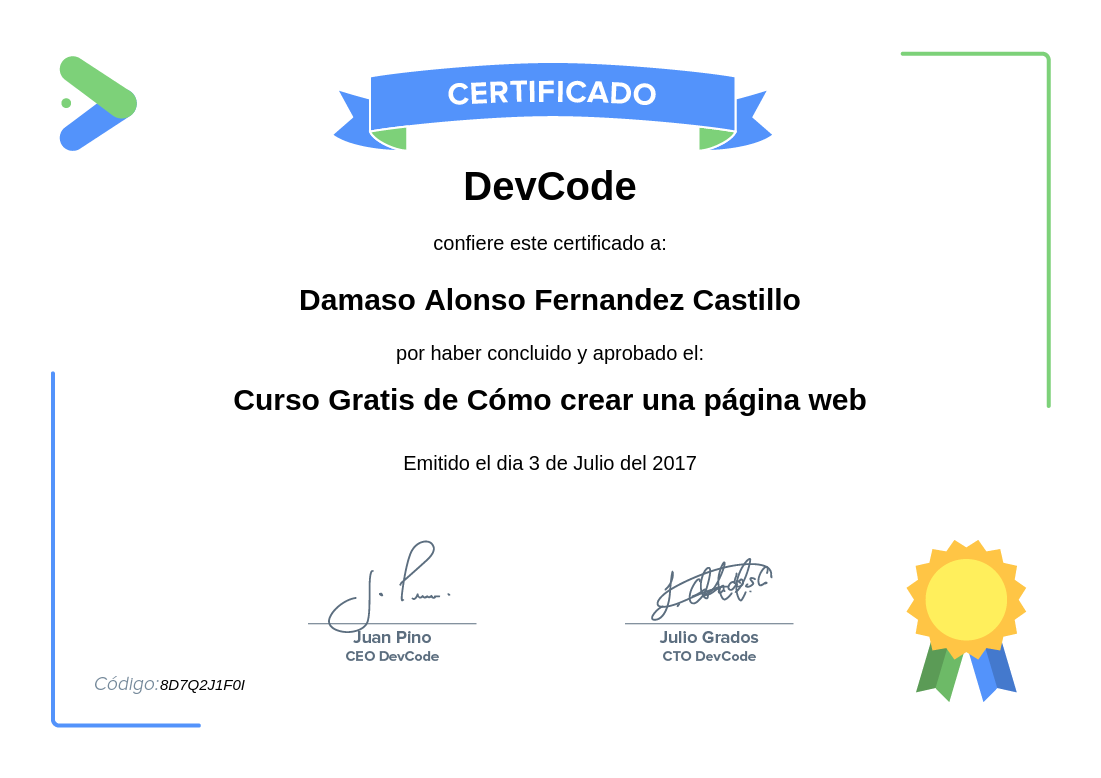 CERTIFICADO
DevCode
confiere este certificado a:
Damaso Alonso Fernandez Castillo
por haber concluido y aprobado el:
Curso Gratis de Cómo crear una página web
Emitido el dia 3 de Julio del 2017
Juan Pino
CEO DevCode
Julio Grados
CTO DevCode
Código:8D7Q2J1F0I